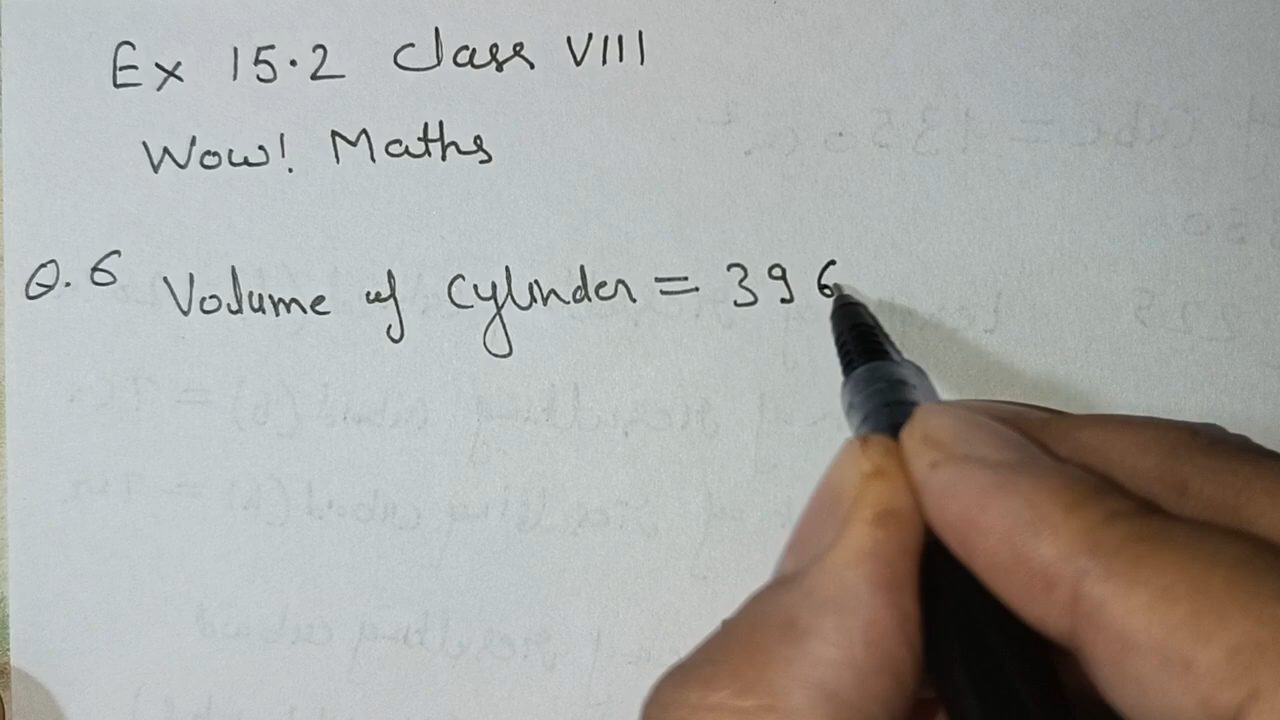 Ex 15.2 Class VIII
Wow! Maths
Q.6 Volume of Cylinder = 396